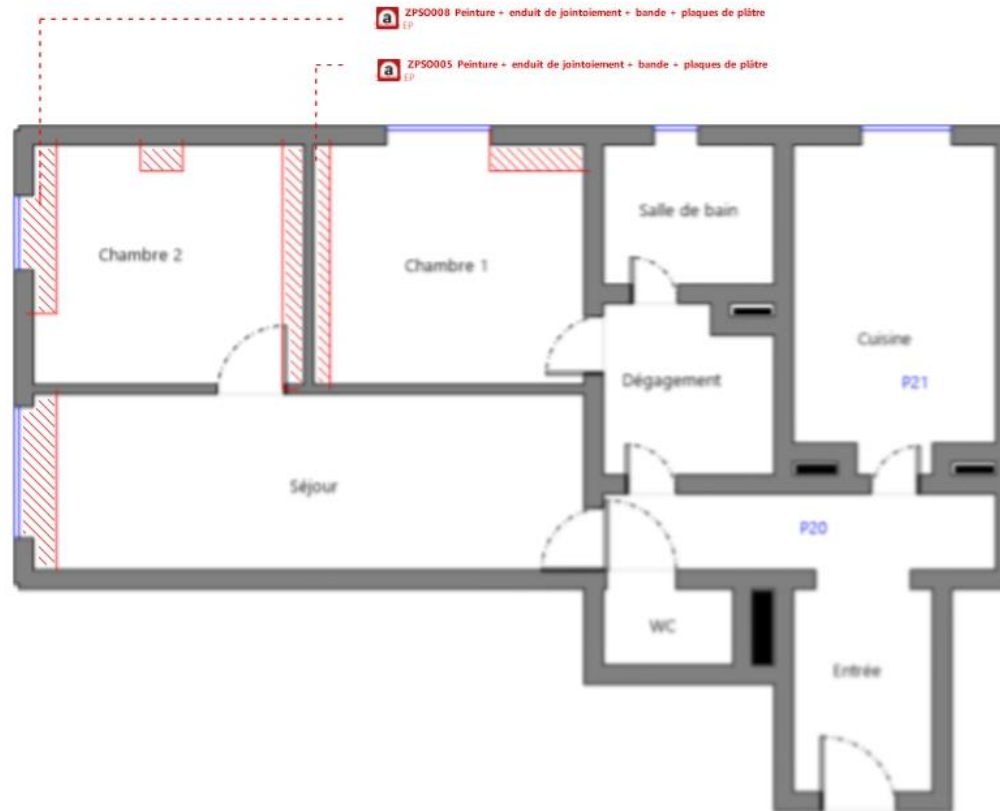 a ZPSO008 Peinture + enduit de jointoiement + bande + plaques de plâtre
EP
a ZPSO005 Peinture + enduit de jointoiement + bande + plaques de plâtre
EP
Salle de bain
Chambre 2
Chambre 1
Cuisine
Dégagement
P21
Séjour
P20
WC
Entrée